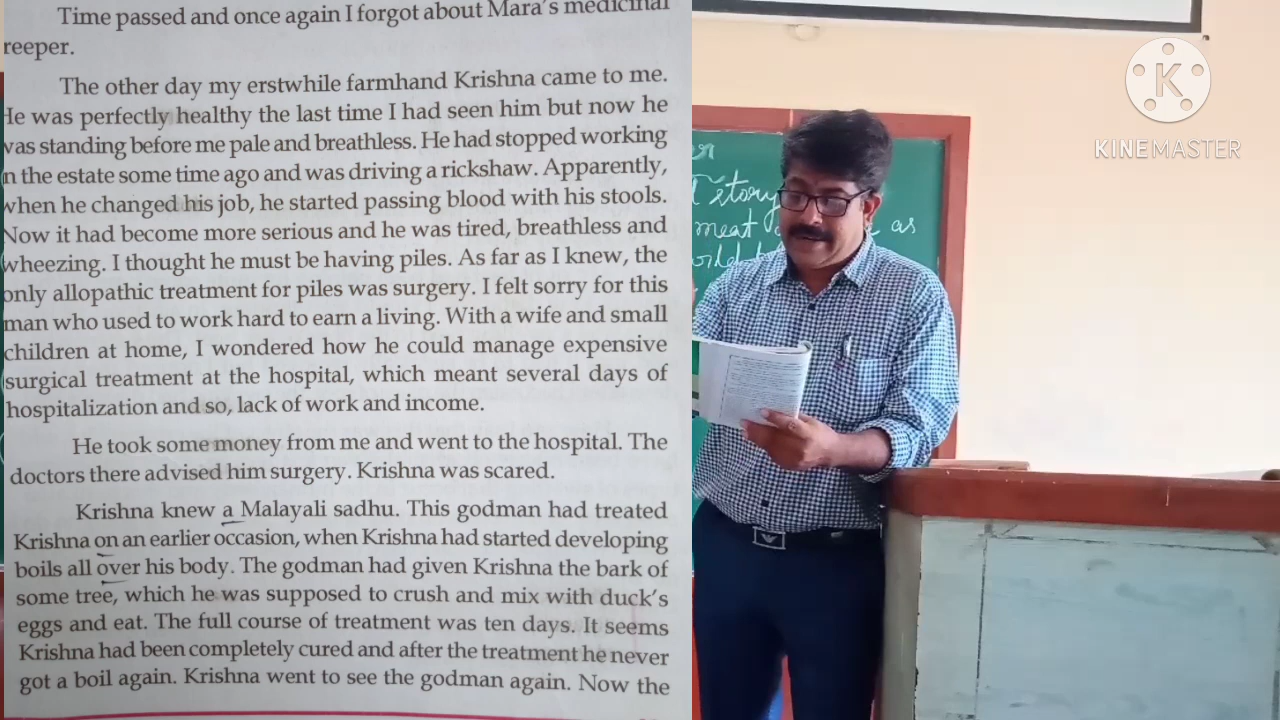 Time passed and once again I forgot about Mara's medicinal
reeper.
The other day my erstwhile farmhand Krishna came to me.
He was perfectly healthy the last time I had seen him but now he
was standing before me pale and breathless. He had stopped working
n the estate some time ago and was driving a rickshaw. Apparently,
when he changed his job, he started passing blood with his stools.
Now it had become more serious and he was tired, breathless and
wheezing. I thought he must be having piles. As far as I knew, the
only allopathic treatment for piles was surgery. I felt sorry for this
man who used to work hard to earn a living. With a wife and small
children at home, I wondered how he could manage expensive
surgical treatment at the hospital, which meant several days of
hospitalization and so, lack of work and income.
He took some money from me and went to the hospital. The
doctors there advised him surgery. Krishna was scared.
Krishna knew a Malayali sadhu. This godman had treated
Krishna on an earlier occasion, when Krishna had started developing
boils all over his body. The godman had given Krishna the bark of
some tree, which he was supposed to crush and mix with duck's
eggs and eat. The full course of treatment was ten days. It seems
Krishna had been completely cured and after the treatment he never
got a boil again. Krishna went to see the godman again. Now the
meat
as
KINEMASTER